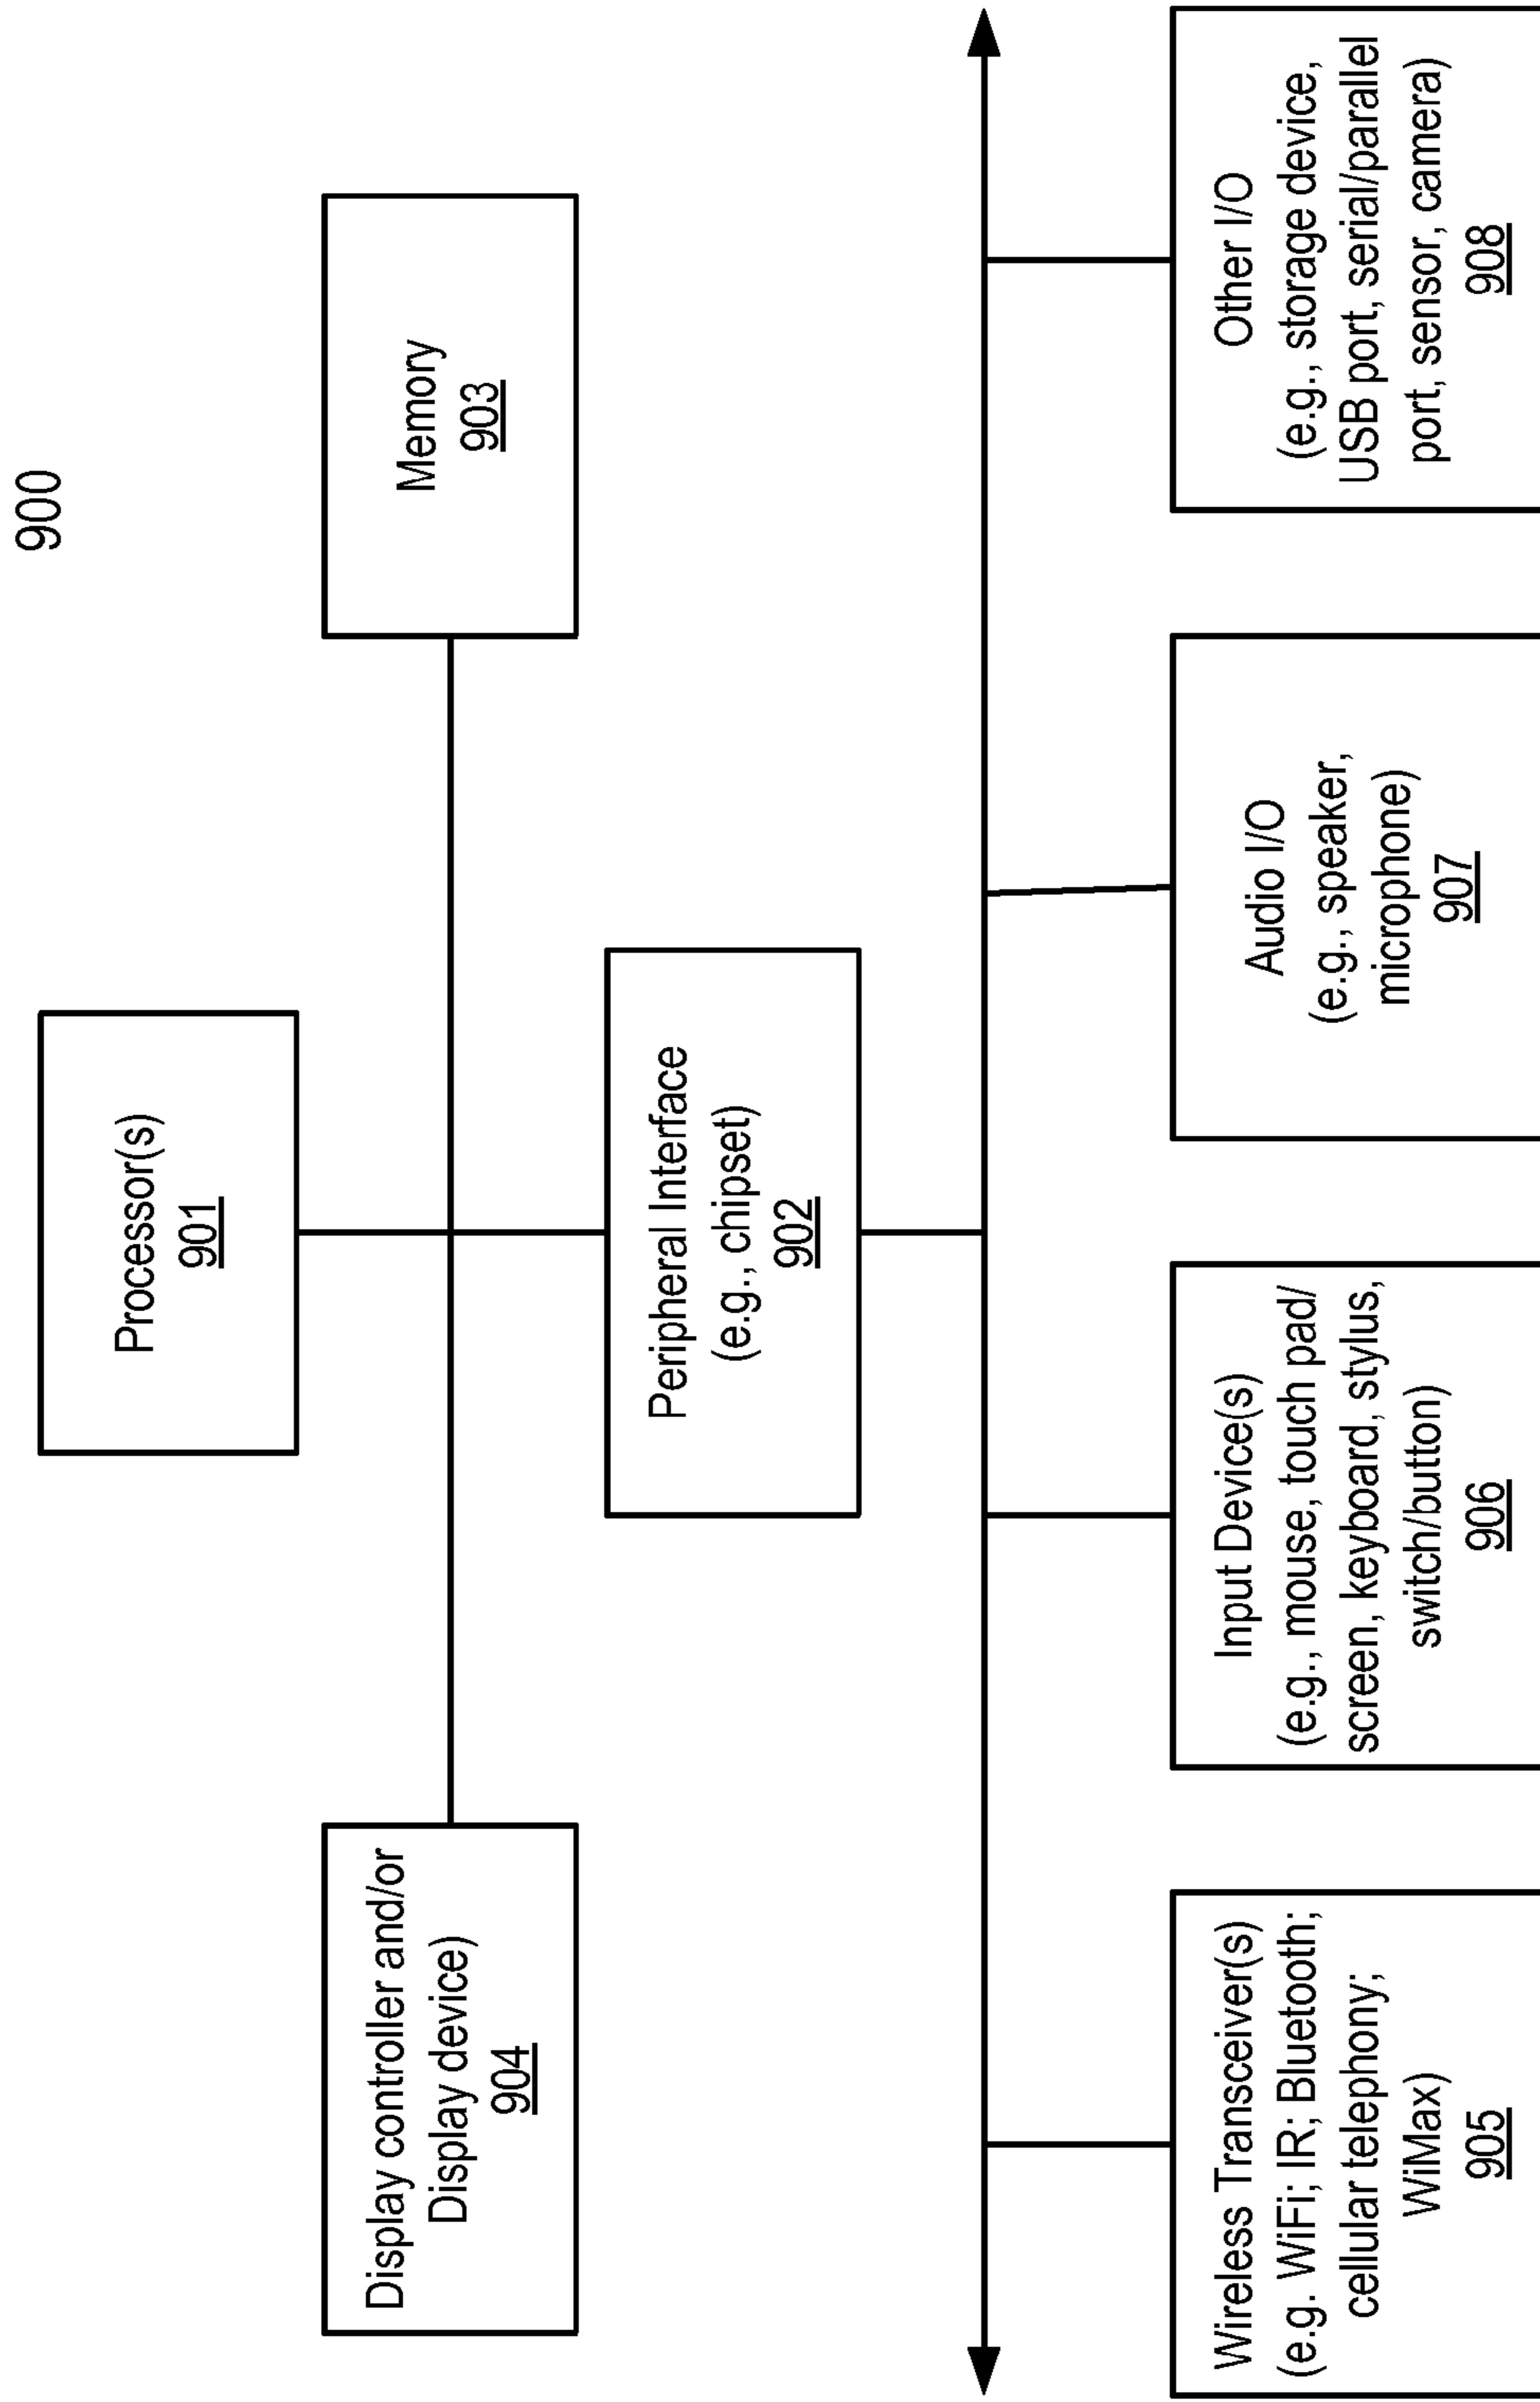 900
Processor(s)
901
Display controller and/or
Display device)
904
Memory
903
Peripheral Interface
(e.g., chipset)
902
Wireless Transceiver(s)
(e.g. WiFi; IR; Bluetooth;
cellular telephony;
WiMax)
905
Input Device(s)
(e.g., mouse, touch pad/
screen, keyboard, stylus,
switch/button)
906
Audio I/O
(e.g., speaker,
microphone)
907
Other I/O
(e.g., storage device,
USB port, serial/parallel
port, sensor, camera)
908